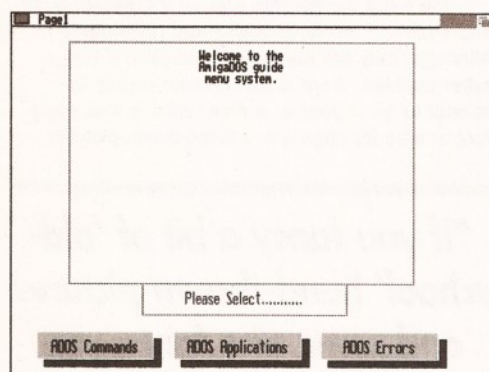 Page1
Welcome to the
AmigaDOS guide
menu system.
Please Select...........
ADOS Commands
ADOS Applications
ADOS Errors